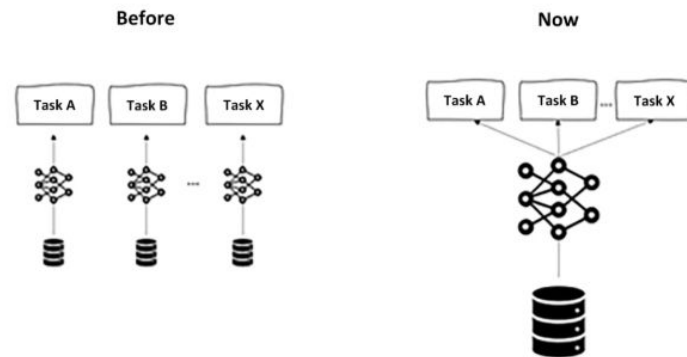 Before
Now
Task A
Task B
Task X
...
Task A
Task B
...
Task X